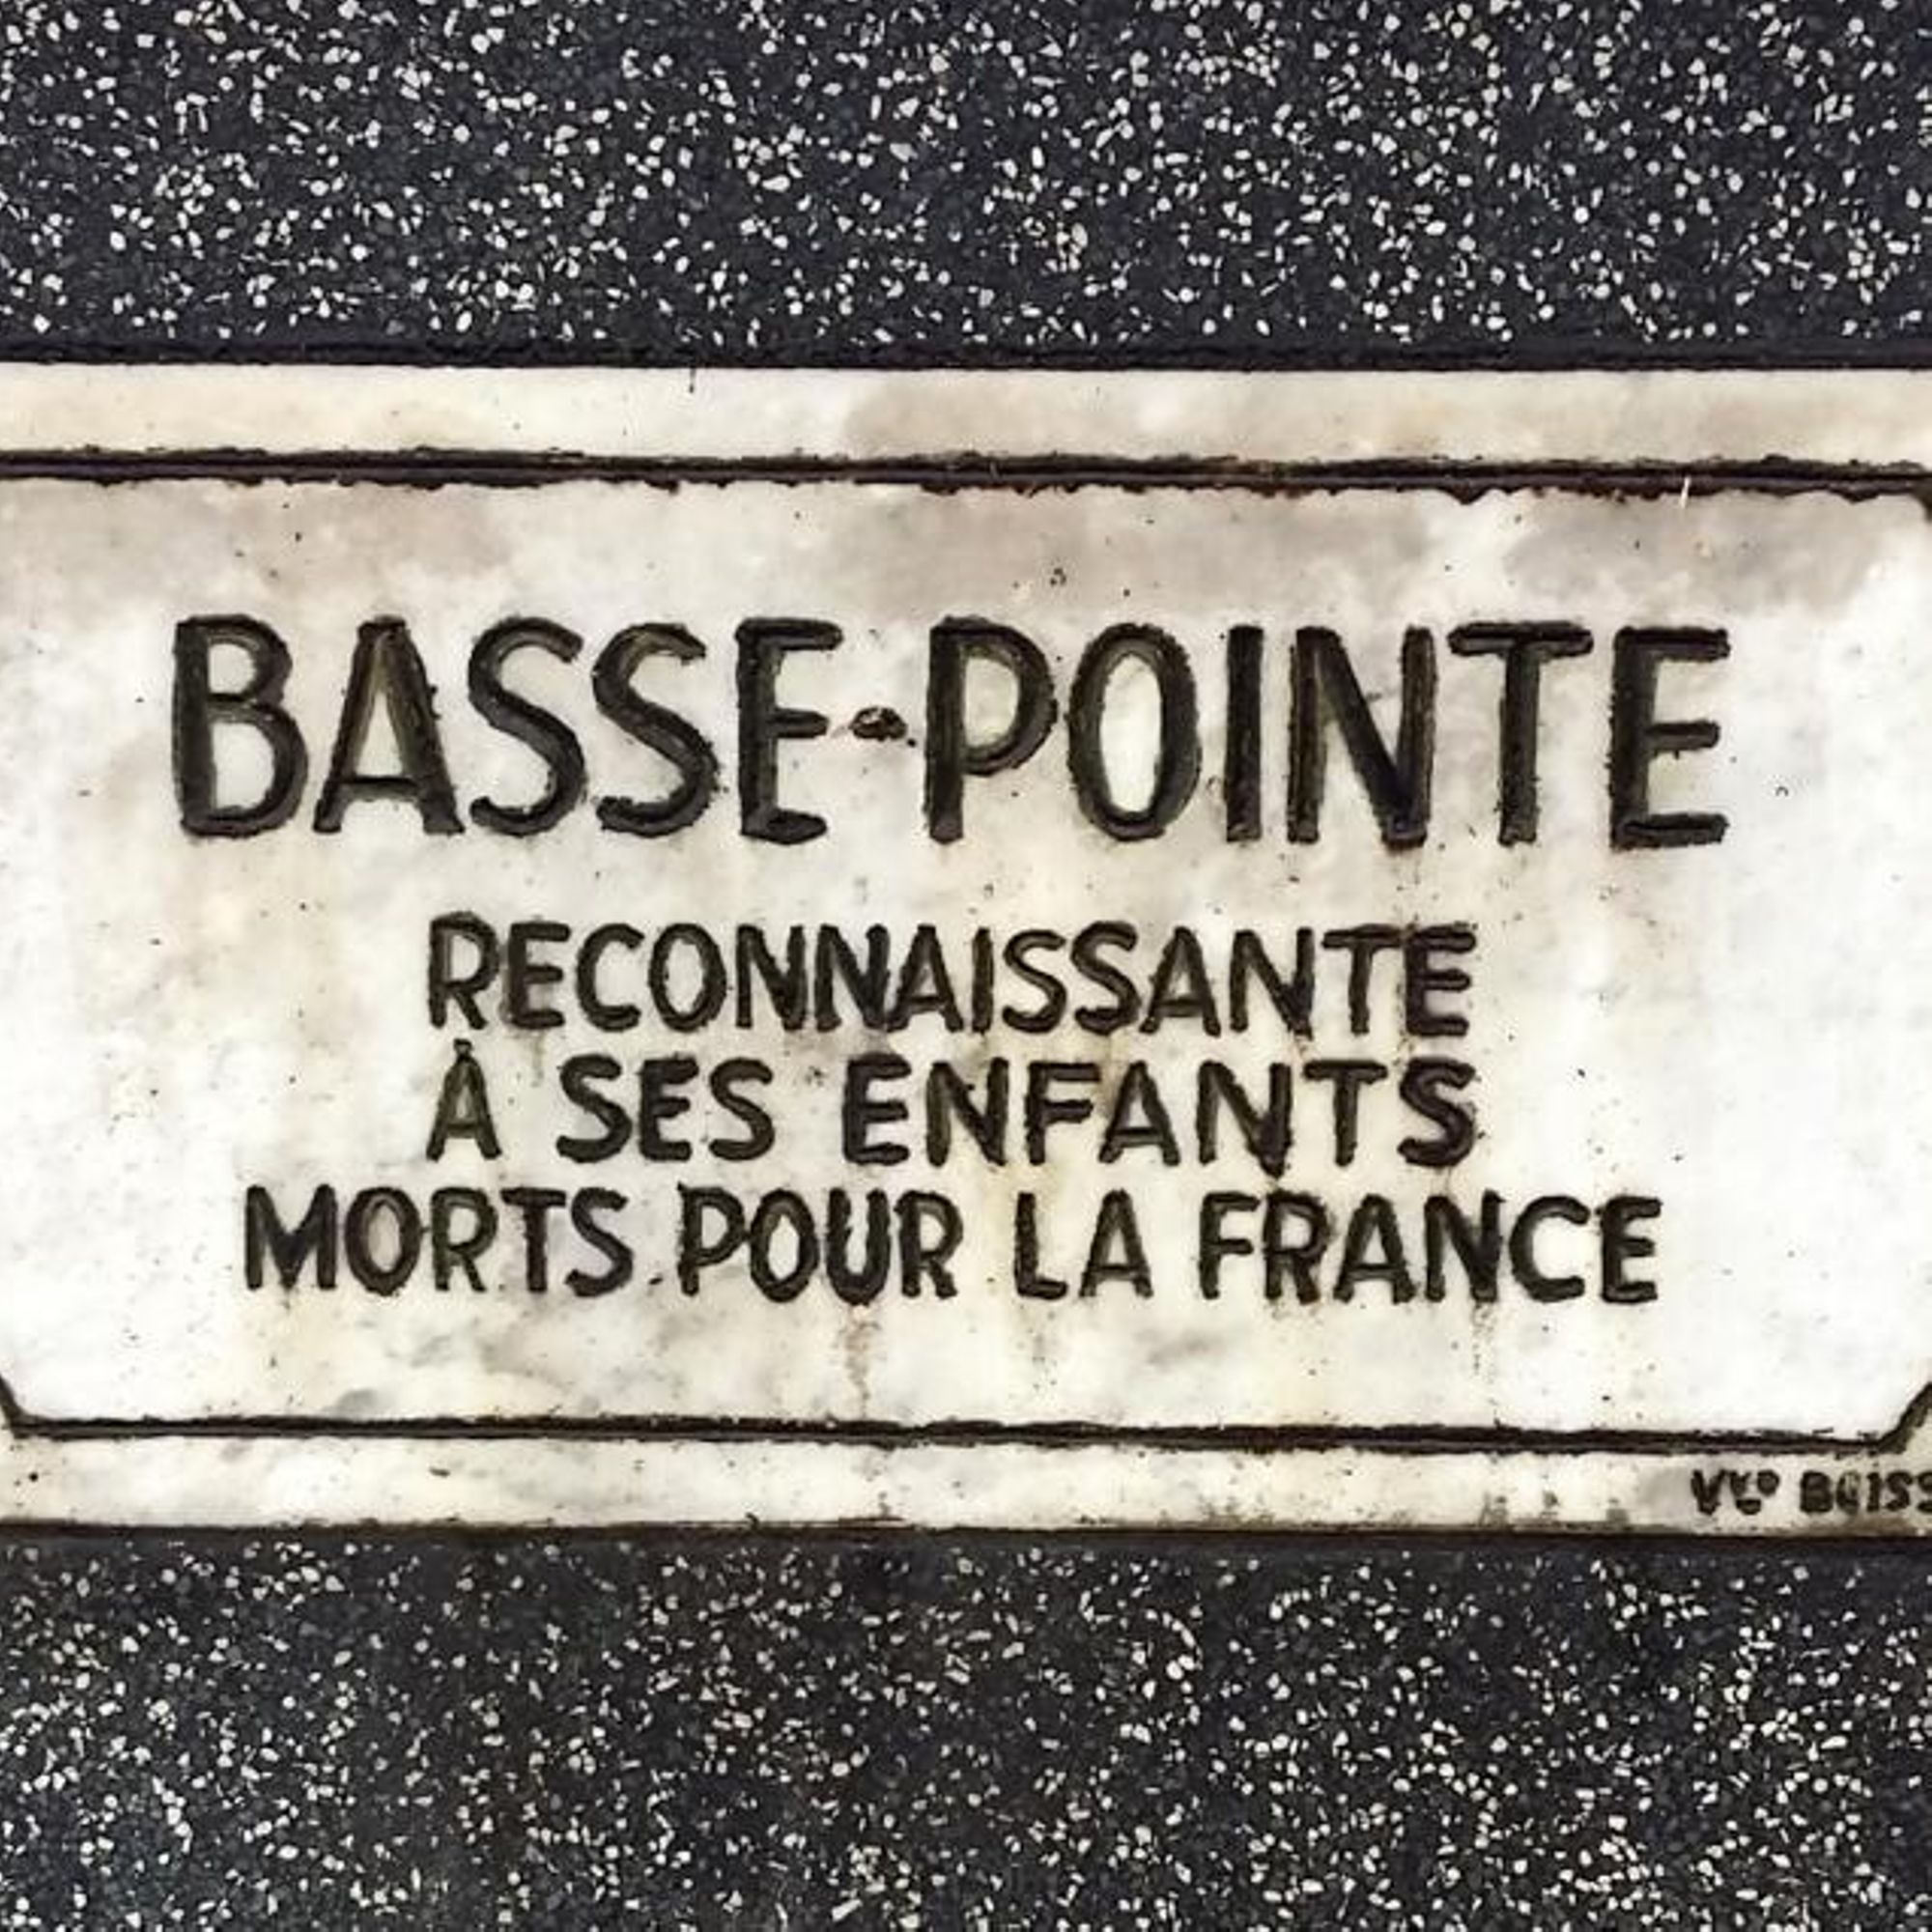 BASSE-POINTE
RECONNAISSANTE
À SES ENFANTS
MORTS POUR LA FRANCE